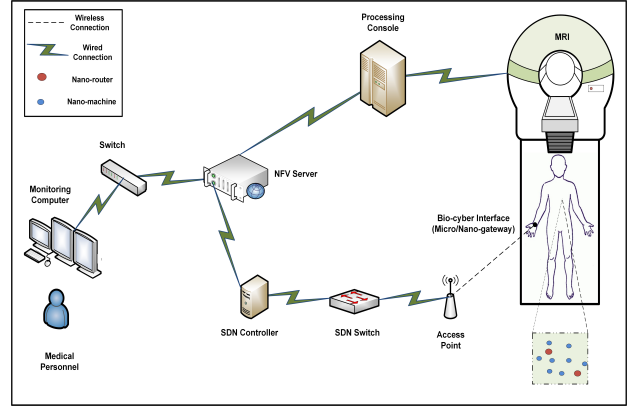 Wireless
Connection
Wired
Connection
Nano-router
Nano-machine
Processing
Console
MRI
Switch
NFV Server
Monitoring
Computer
Bio-cyber Interface
(Micro/Nano-gateway)
SDN Controller
SDN Switch
Access
Point
Medical
Personnel